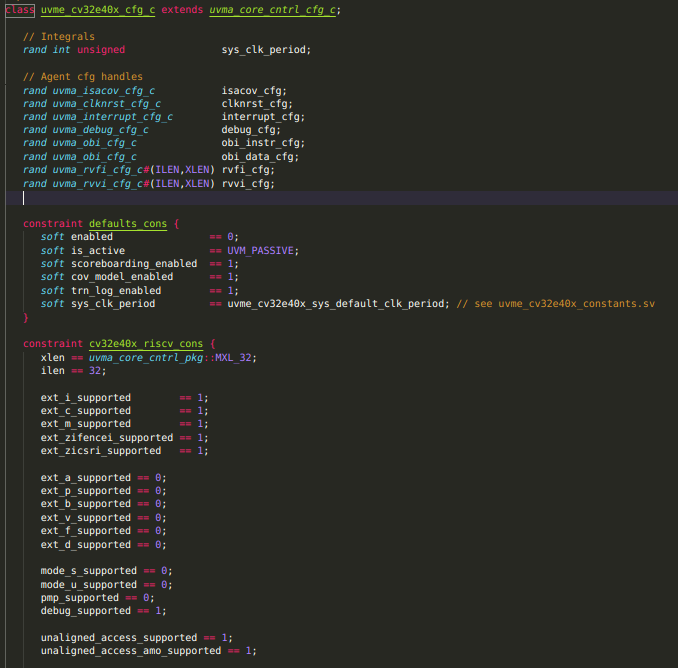 class uvme_cv32e40x_cfg_c extends uvma_core_cntrl_cfg_c;
// Integrals
rand int unsigned sys_clk_period;
// Agent cfg handles
rand uvma_isacov_cfg_c isacov_cfg;
rand uvma_clknrst_cfg_c clknrst_cfg;
rand uvma_interrupt_cfg_c interrupt_cfg;
rand uvma_debug_cfg_c debug_cfg;
rand uvma_obi_cfg_c obi_instr_cfg;
rand uvma_obi_cfg_c obi_data_cfg;
rand uvma_rvfi_cfg_c#(ILEN,XLEN) rvfi_cfg;
rand uvma_rvvi_cfg_c#(ILEN,XLEN) rvvi_cfg;
constraint defaults_cons {
soft enabled == 0;
soft is_active == UVM_PASSIVE;
soft scoreboarding_enabled == 1;
soft cov_model_enabled == 1;
soft trn_log_enabled == 1;
soft sys_clk_period == uvme_cv32e40x_sys_default_clk_period; // see uvme_cv32e40x_constants.sv
}
constraint cv32e40x_riscv_cons {
xlen == uvma_core_cntrl_pkg::MXL_32;
ilen == 32;
ext_i_supported == 1;
ext_c_supported == 1;
ext_m_supported == 1;
ext_zifencei_supported == 1;
ext_zicsri_supported == 1;
ext_a_supported == 0;
ext_p_supported == 0;
ext_b_supported == 0;
ext_v_supported == 0;
ext_f_supported == 0;
ext_d_supported == 0;
mode_s_supported == 0;
mode_u_supported == 0;
pmp_supported == 0;
debug_supported == 1;
unaligned_access_supported == 1;
unaligned_access_amo_supported == 1;